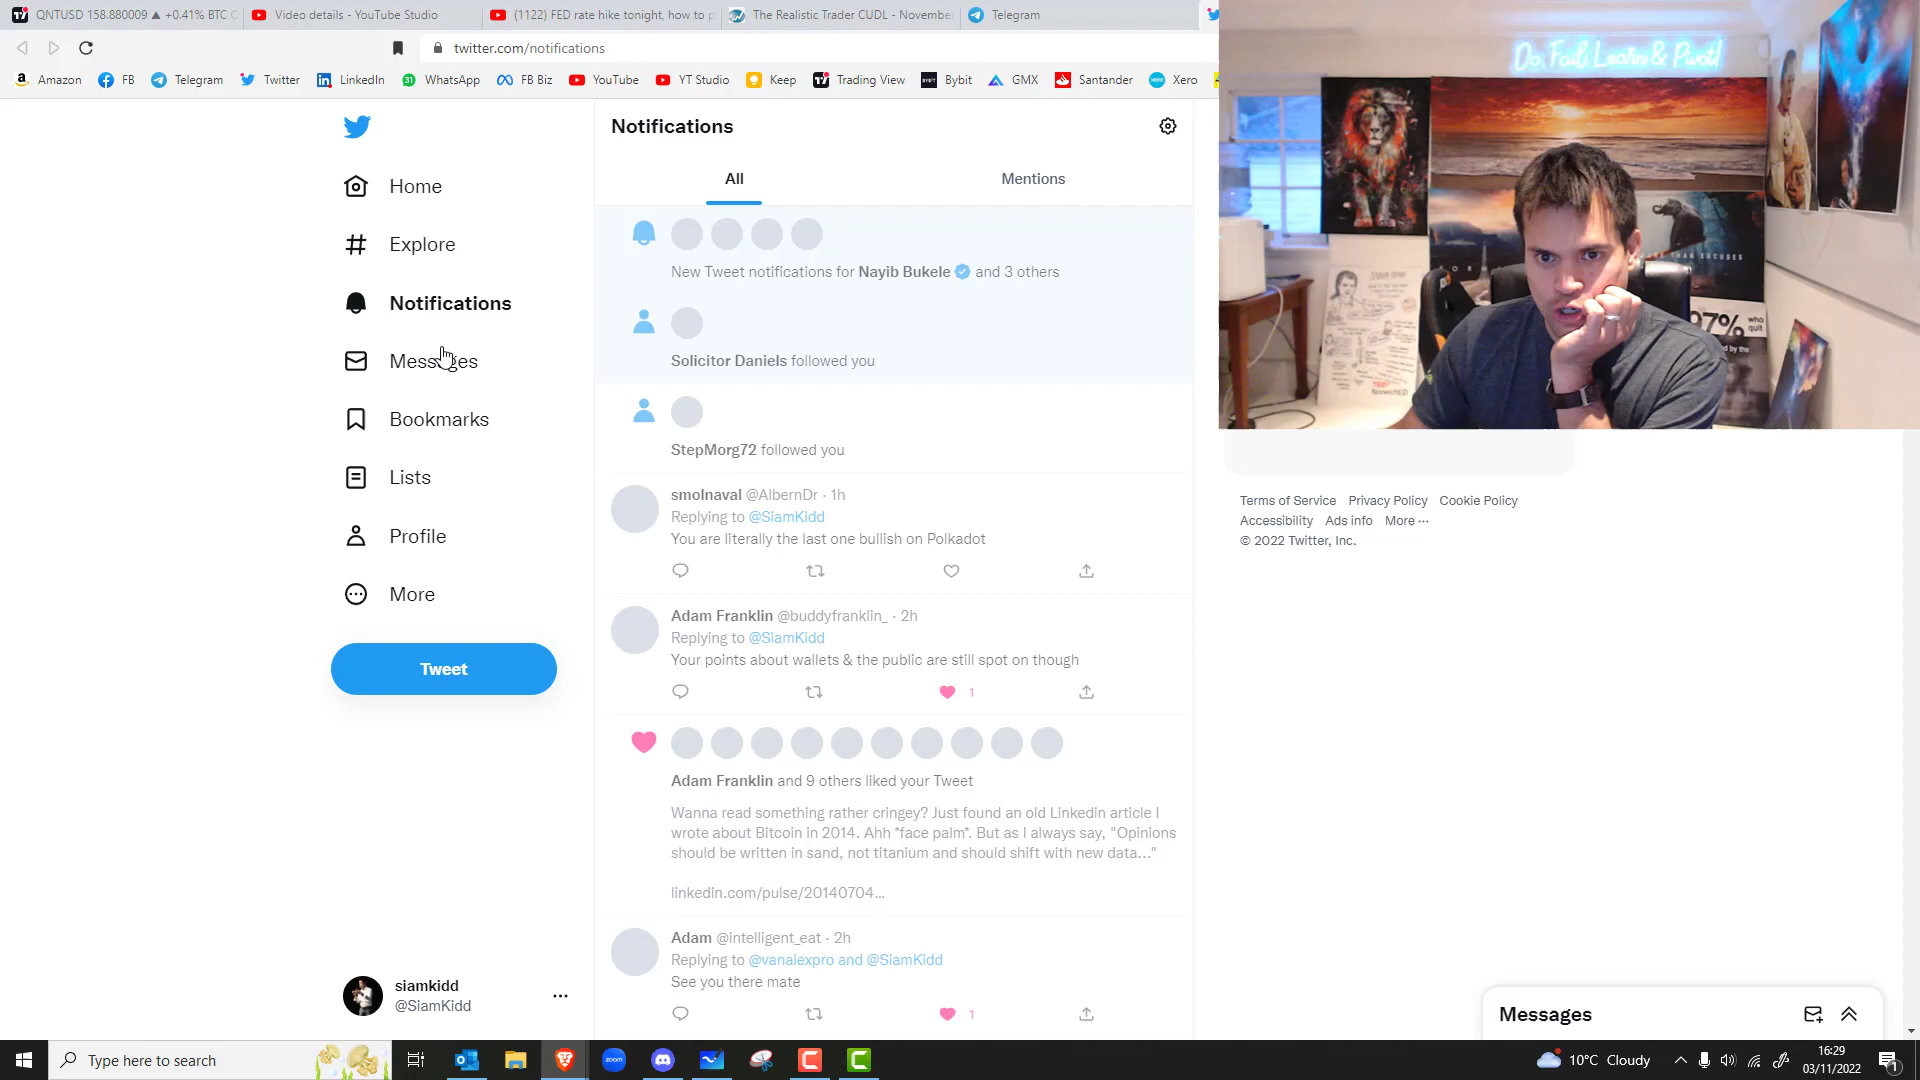 QNTUSD 158.880009 ▲ +0.41% BTC
Video details - YouTube Studio
(1122) FED rate hike tonight, how to
The Realistic Trader CUDL - November
Telegram
twitter.com/notifications
Amazon
FB
Telegram
Twitter
LinkedIn
WhatsApp
FB Biz
YouTube
YT Studio
Keep
Trading View
Bybit
GMX
Santander
Xero
Do, Fail, Learn & Pivot!
Home
Explore
Notifications
Messages
Bookmarks
Lists
Profile
More
Tweet
siamkidd
@SiamKidd
Notifications
All
Mentions
New Tweet notifications for Nayib Bukele and 3 others
Solicitor Daniels followed you
StepMorg72 followed you
smolnaval @AlbernDr · 1h
Replying to @SiamKidd
You are literally the last one bullish on Polkadot
Adam Franklin @buddyfranklin_ · 2h
Replying to @SiamKidd
Your points about wallets & the public are still spot on though
1
Adam Franklin and 9 others liked your Tweet
Wanna read something rather cringey? Just found an old Linkedin article I
wrote about Bitcoin in 2014. Ahh *face palm*. But as I always say, "Opinions
should be written in sand, not titanium and should shift with new data..."
linkedin.com/pulse/20140704...
Adam @intelligent_eat · 2h
Replying to @vanalexpro and @SiamKidd
See you there mate
1
97% who
quit
Terms of Service Privacy Policy Cookie Policy
Accessibility Ads info More ···
© 2022 Twitter, Inc.
Messages
Type here to search
zoom
10°C Cloudy
16:29
03/11/2022
1